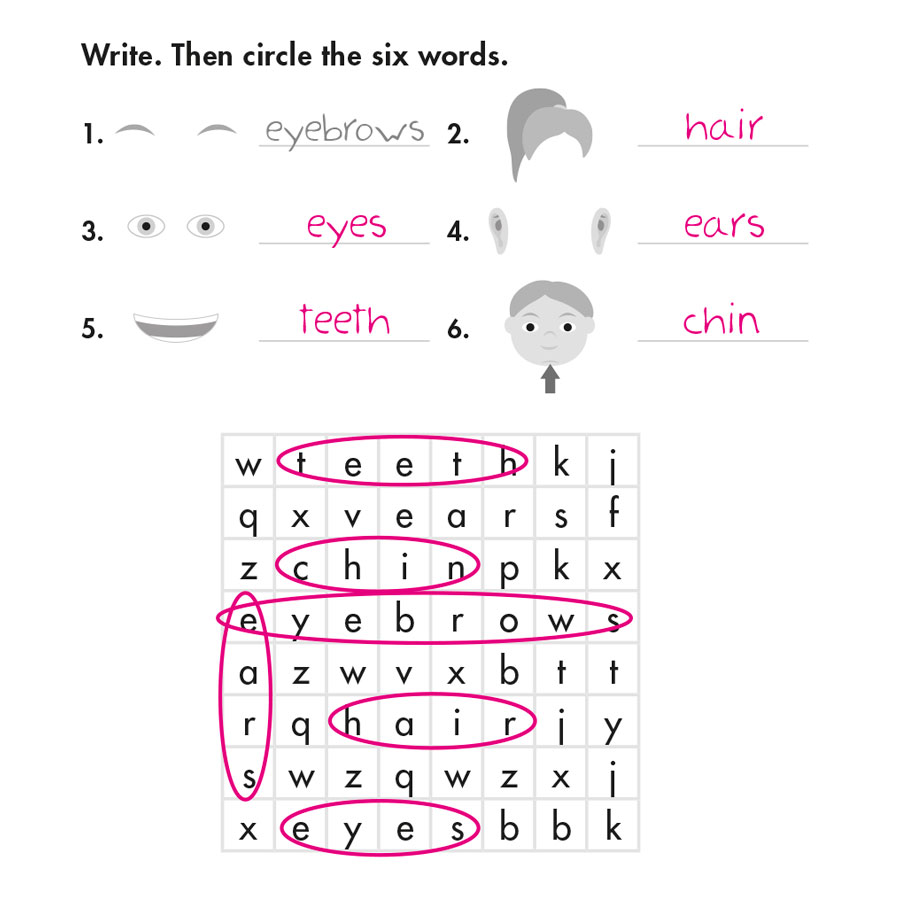 Write. Then circle the six words.
1. eyebrows 2. hair
3. eyes 4. ears
5. teeth 6. chin
w t e e t h k j
q x v e a r s f
z c h i n p k x
e y e b r o w s
a z w v x b t t
r q h a i r j y
s w z q w z x j
x e y e s b b k